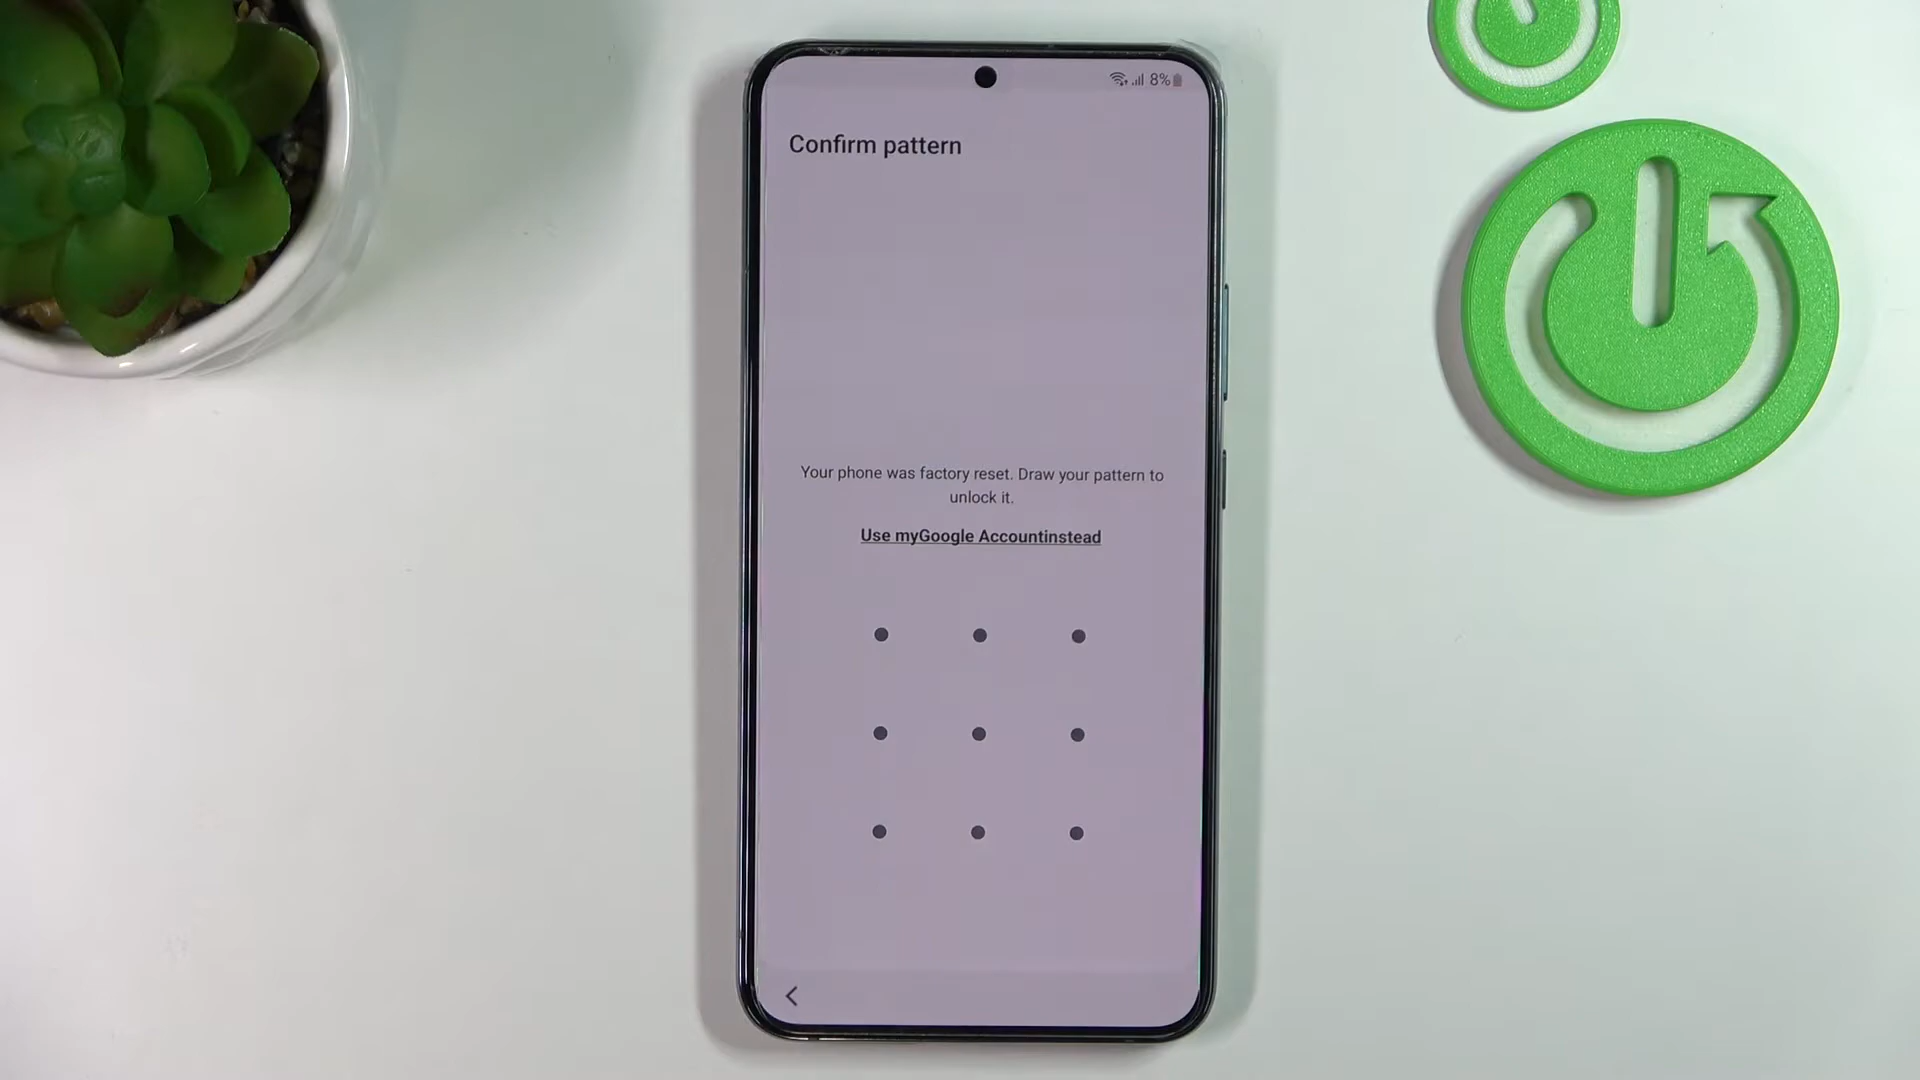 8%
Confirm pattern
Your phone was factory reset. Draw your pattern to
unlock it.
Use myGoogle Accountinstead